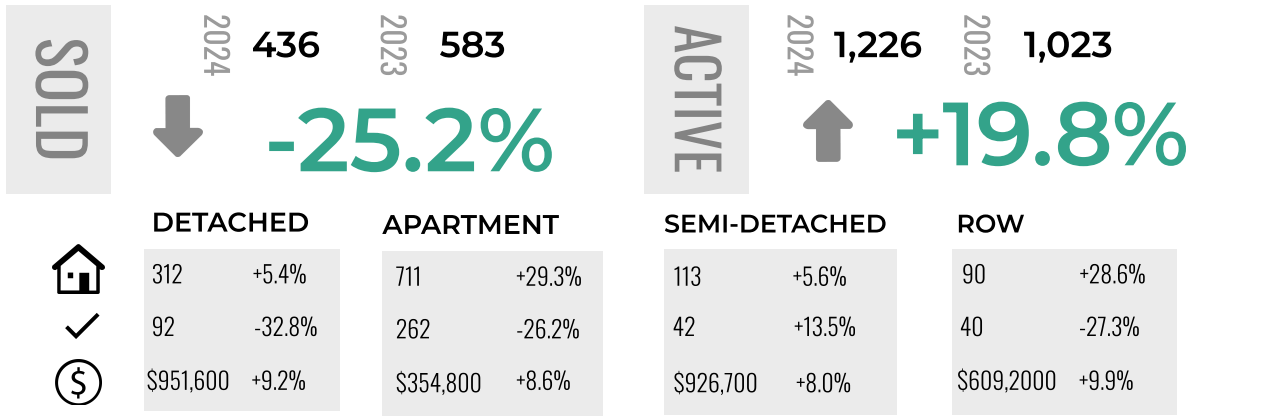 SOLD
2024 436 2023 583
-25.2%
ACTIVE
2024 1,226 2023 1,023
+19.8%
DETACHED
312 +5.4%
92 -32.8%
$951,600 +9.2%
APARTMENT
711 +29.3%
262 -26.2%
$354,800 +8.6%
SEMI-DETACHED
113 +5.6%
42 +13.5%
$926,700 +8.0%
ROW
90 +28.6%
40 -27.3%
$609,2000 +9.9%
$